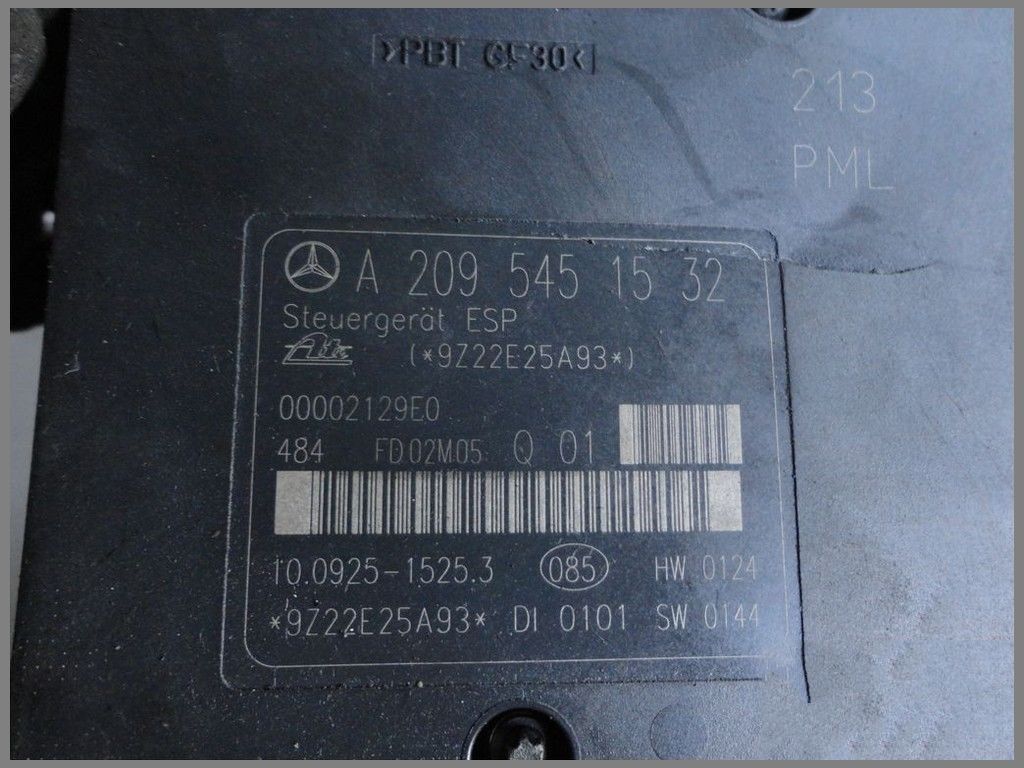 >PBT GF30<
213
PML
A 209 545 15 32
Steuergerät ESP
Ate (*9Z22E25A93*)
00002129E0
484 FD02M05 Q 01
10.0925-1525.3 085 HW 0124
*9Z22E25A93* DI 0101 SW 0144